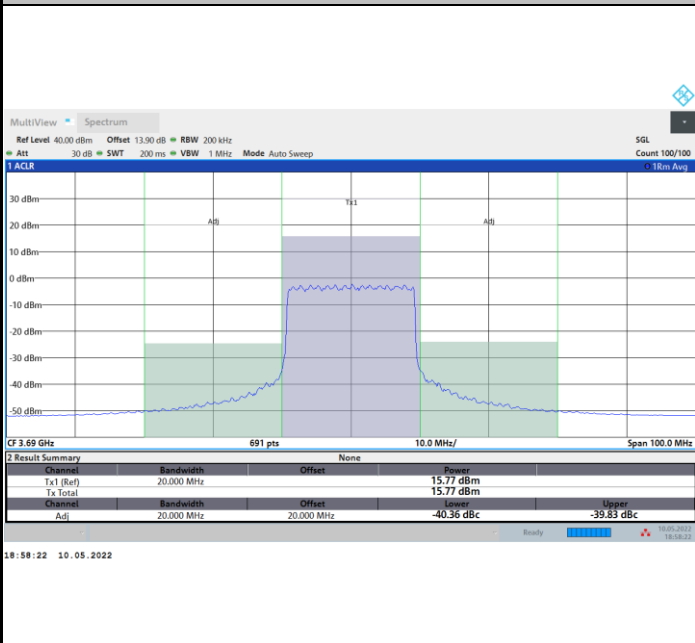 MultiView Spectrum
Ref Level 40.00 dBm Offset 13.90 dB RBW 200 kHz SGL
Att 30 dB SWT 200 ms VBW 1 MHz Mode Auto Sweep Count 100/100
1 ACLR 1Rm Avg
30 dBm
Tx1
Adj Adj
20 dBm
10 dBm
0 dBm
-10 dBm
-20 dBm
-30 dBm
-40 dBm
-50 dBm
CF 3.69 GHz 691 pts 10.0 MHz/ Span 100.0 MHz
2 Result Summary None
Channel Bandwidth Offset Power
Tx1 (Ref) 20.000 MHz 15.77 dBm
Tx Total 15.77 dBm
Channel Bandwidth Offset Lower Upper
Adj 20.000 MHz 20.000 MHz -40.36 dBc -39.83 dBc
Ready 10.05.2022
18:58:22
18:58:22 10.05.2022